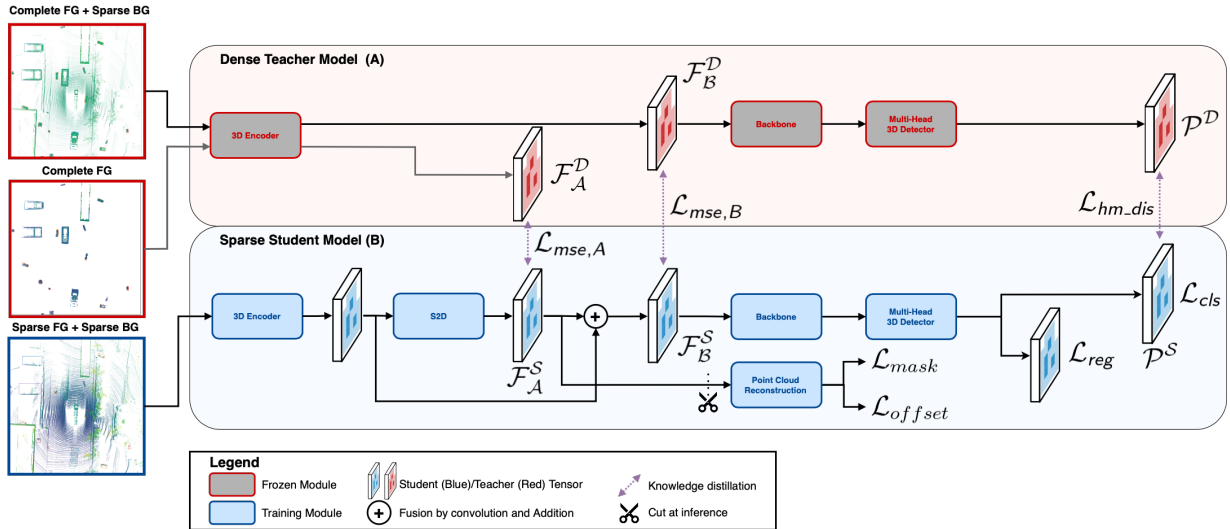 Complete FG + Sparse BG
Dense Teacher Model (A)
3D Encoder
F_A^D
F_B^D
Backbone
Multi-Head
3D Detector
P^D
Complete FG
L_mse,A
L_mse,B
L_hm_dis
Sparse Student Model (B)
Sparse FG + Sparse BG
3D Encoder
S2D
F_A^S
F_B^S
Backbone
Multi-Head
3D Detector
L_cls
P^S
L_reg
Point Cloud
Reconstruction
L_mask
L_offset
Legend
Frozen Module
Student (Blue)/Teacher (Red) Tensor
Knowledge distillation
Training Module
Fusion by convolution and Addition
Cut at inference